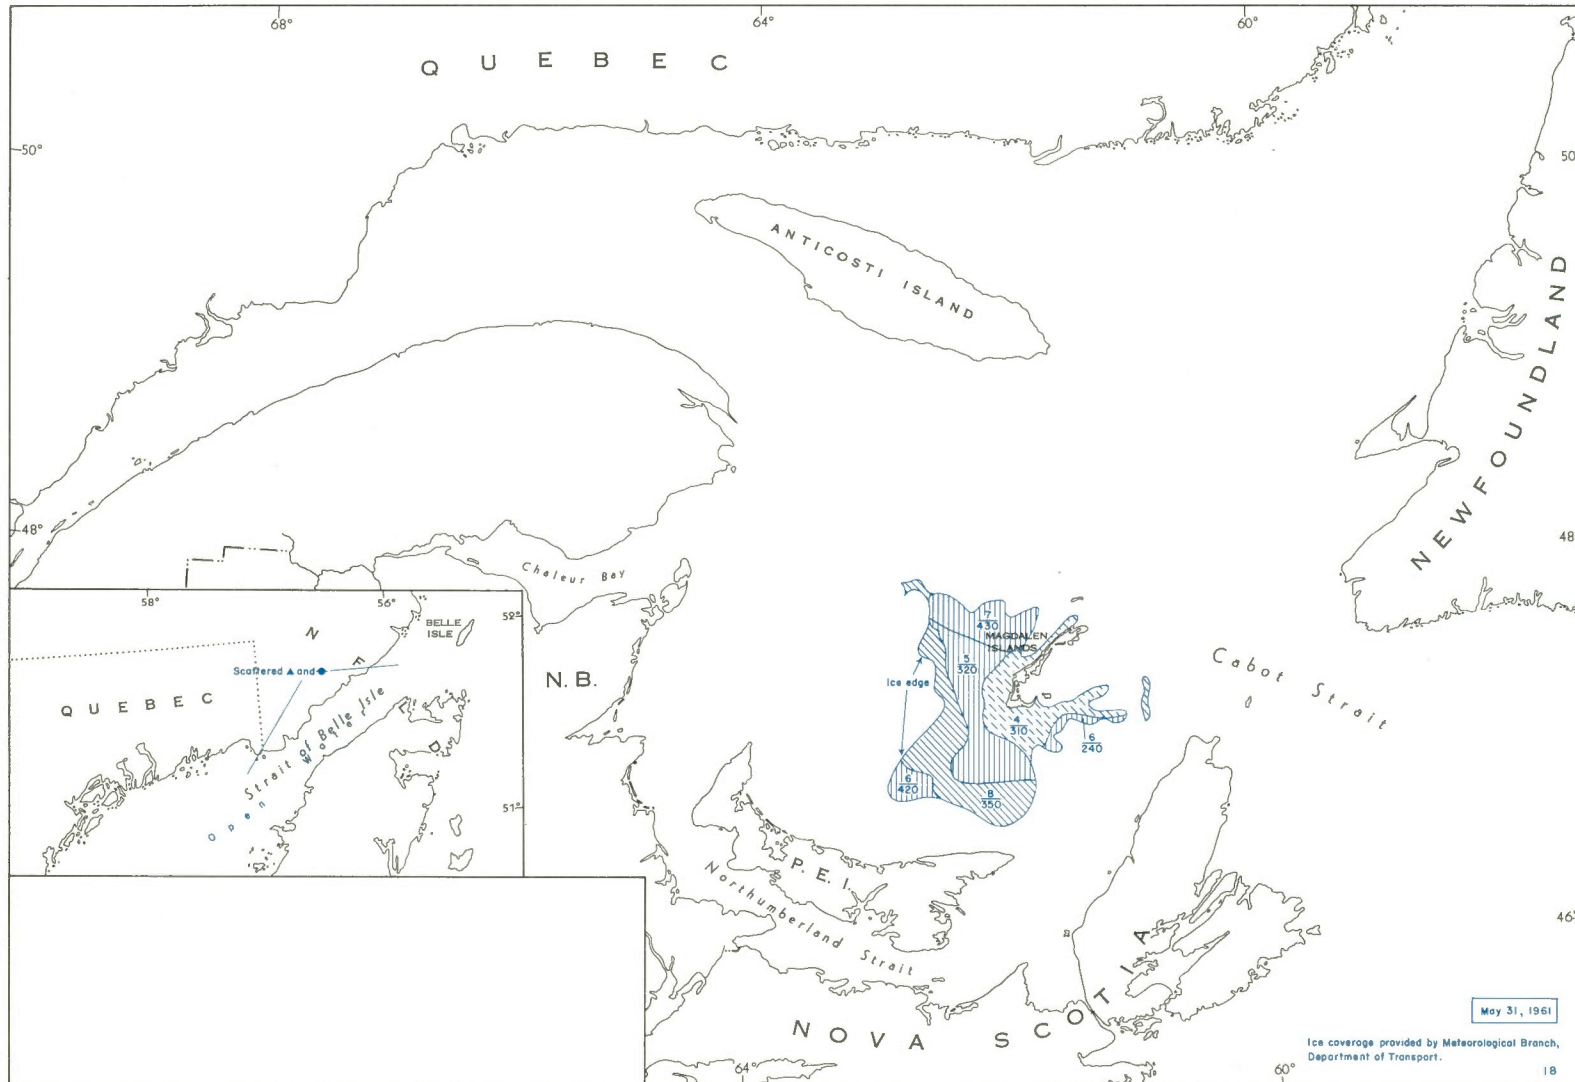 68°
64°
60°
QUEBEC
50°
50°
ANTICOSTI ISLAND
NEWFOUNDLAND
48°
48
Chaleur Bay
58°
56°
52°
BELLE
ISLE
N F D
Scattered ▲ and ●
QUEBEC
Strait of Belle Isle
Open Water
51°
N.B.
7
430
MAGDALEN
ISLANDS
5
320
Ice edge
4
310
6
240
6
420
8
350
Cabot Strait
P. E. I.
Northumberland Strait
46°
NOVA SCOTIA
May 31, 1961
Ice coverage provided by Meteorological Branch,
Department of Transport.
18
64°
60°